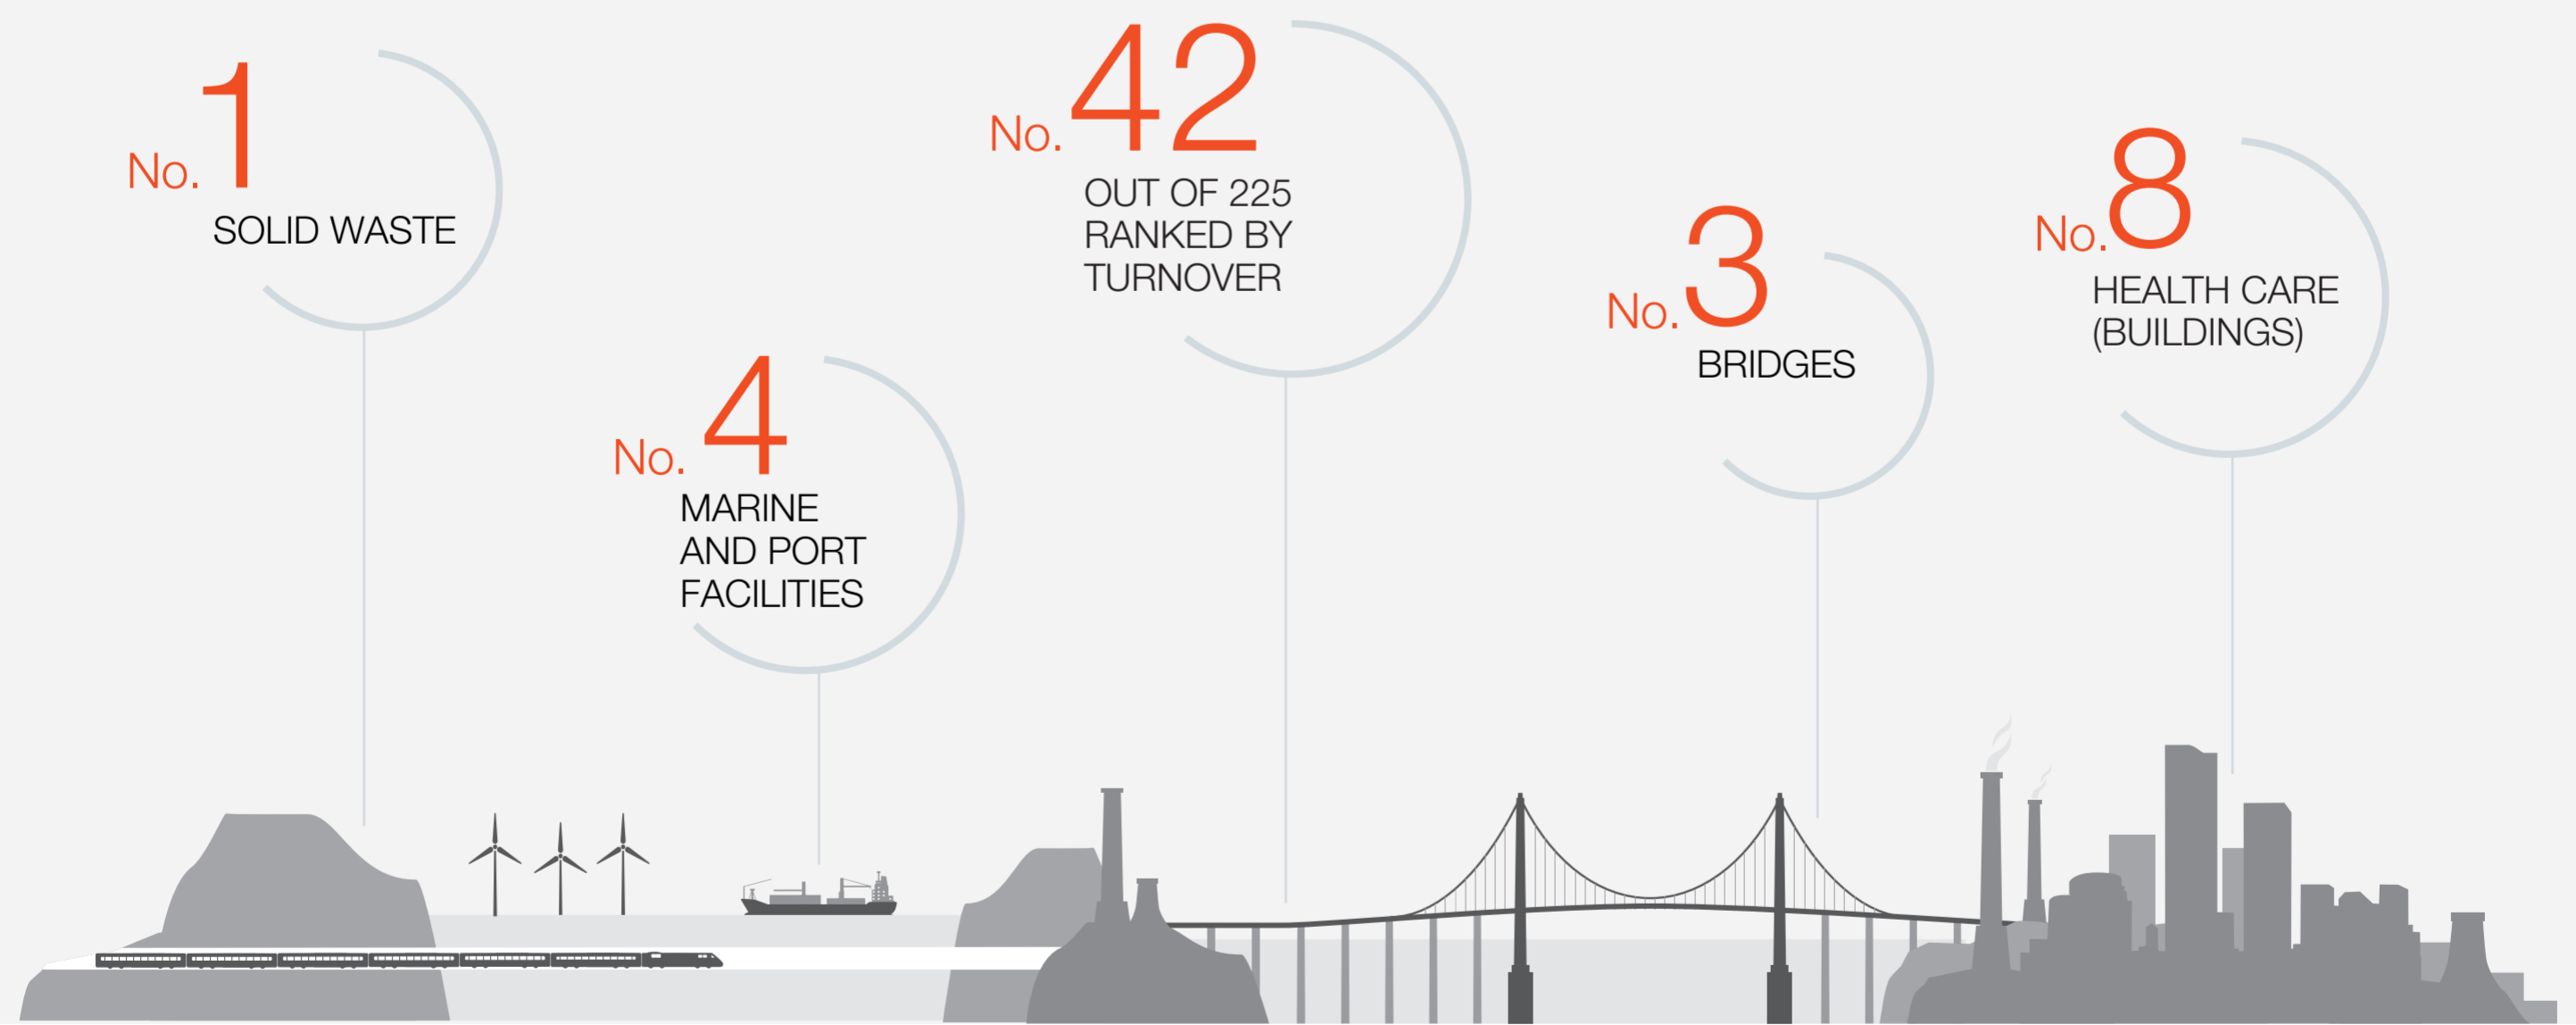 No. 1
SOLID WASTE
No. 4
MARINE
AND PORT
FACILITIES
No. 42
OUT OF 225
RANKED BY
TURNOVER
No. 3
BRIDGES
No. 8
HEALTH CARE
(BUILDINGS)